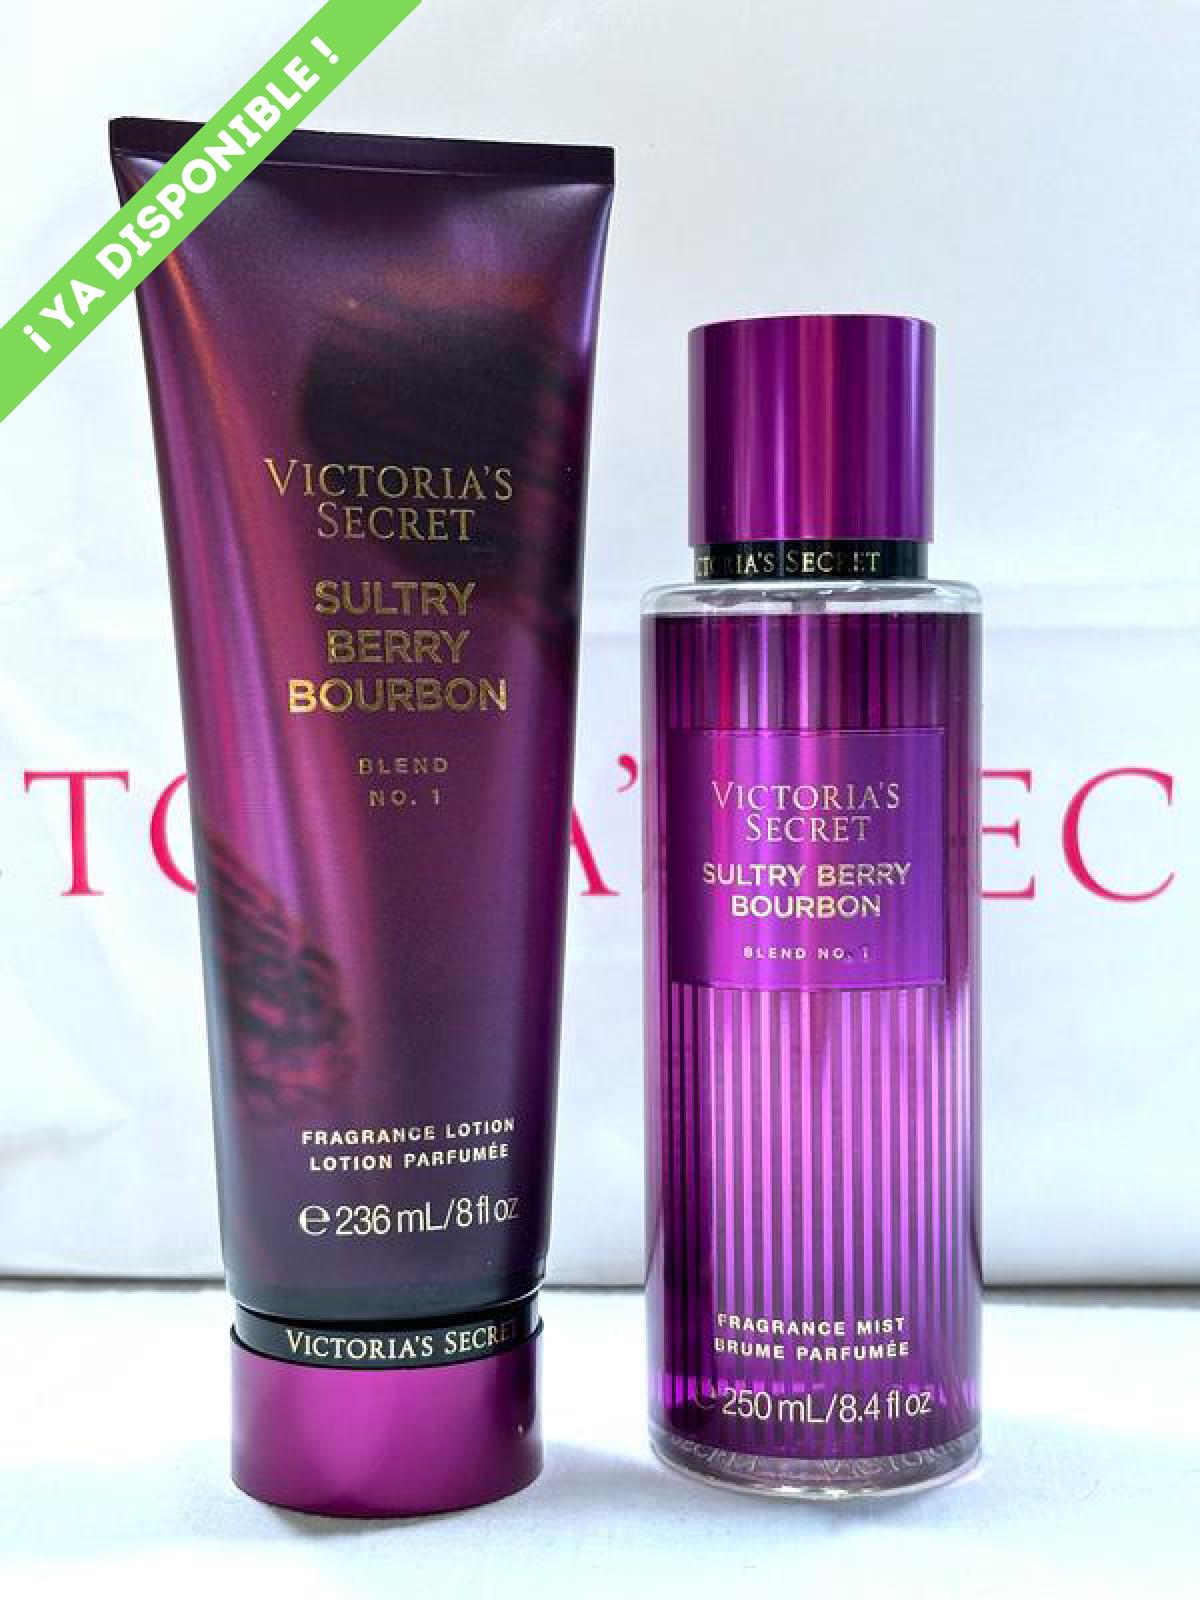 ¡ YA DISPONIBLE !
VICTORIA'S
SECRET
SULTRY
BERRY
BOURBON
BLEND
NO. 1
FRAGRANCE LOTION
LOTION PARFUMÉE
℮ 236 mL/8 fl oz
VICTORIA'S SECRET
VICTORIA'S SECRET
VICTORIA'S
SECRET
SULTRY BERRY
BOURBON
BLEND NO. 1
FRAGRANCE MIST
BRUME PARFUMÉE
℮ 250 mL/8.4 fl oz